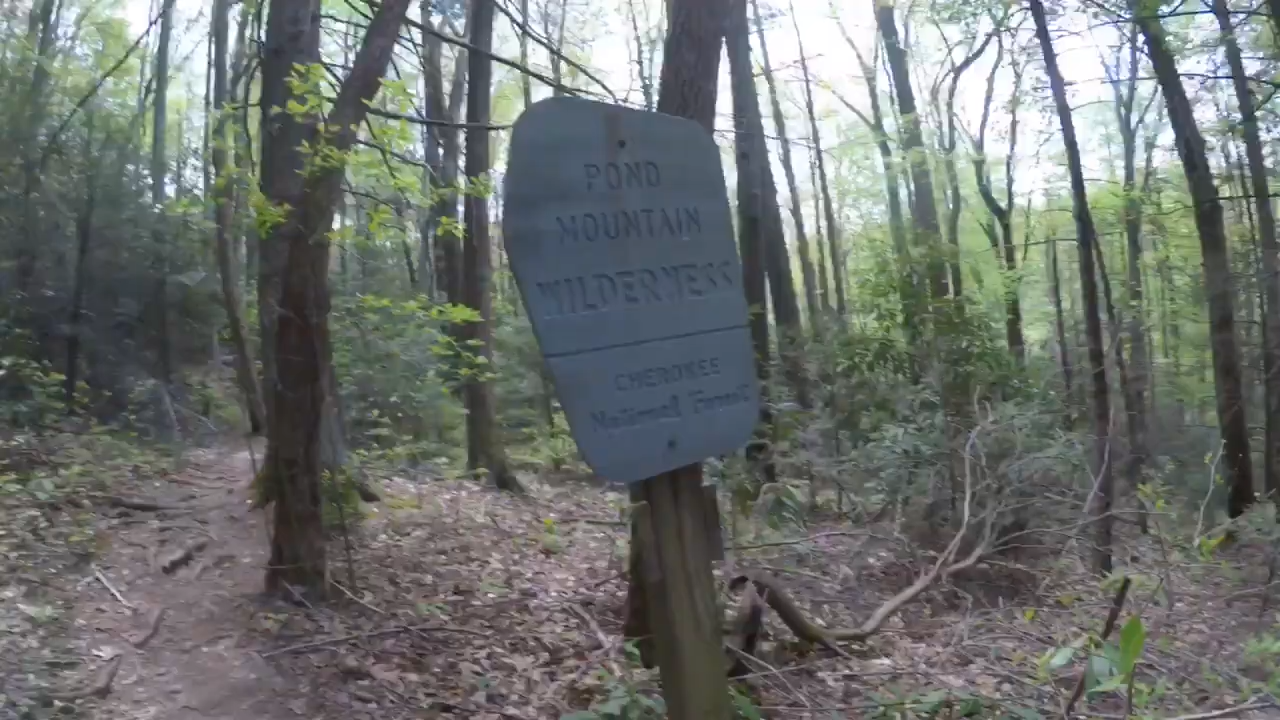 POND
MOUNTAIN
WILDERNESS
CHEROKEE
National Forest